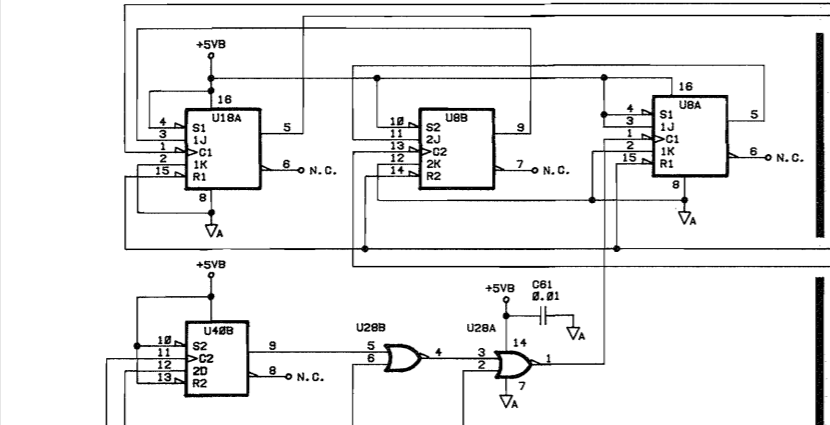 +5VB
16
U18A
4 S1
3 1J
1 C1
2 1K
15 R1
5
6 N.C.
8
A
U8B
10 S2
11 2J
13 C2
12 2K
14 R2
9
7 N.C.
16
U8A
4 S1
3 1J
1 C1
2 1K
15 R1
5
6 N.C.
8
A
+5VB
U40B
10 S2
11 C2
12 2D
13 R2
9
8 N.C.
U28B
5
6
4
+5VB
C61
0.01
A
U28A
14
3
2
1
7
A